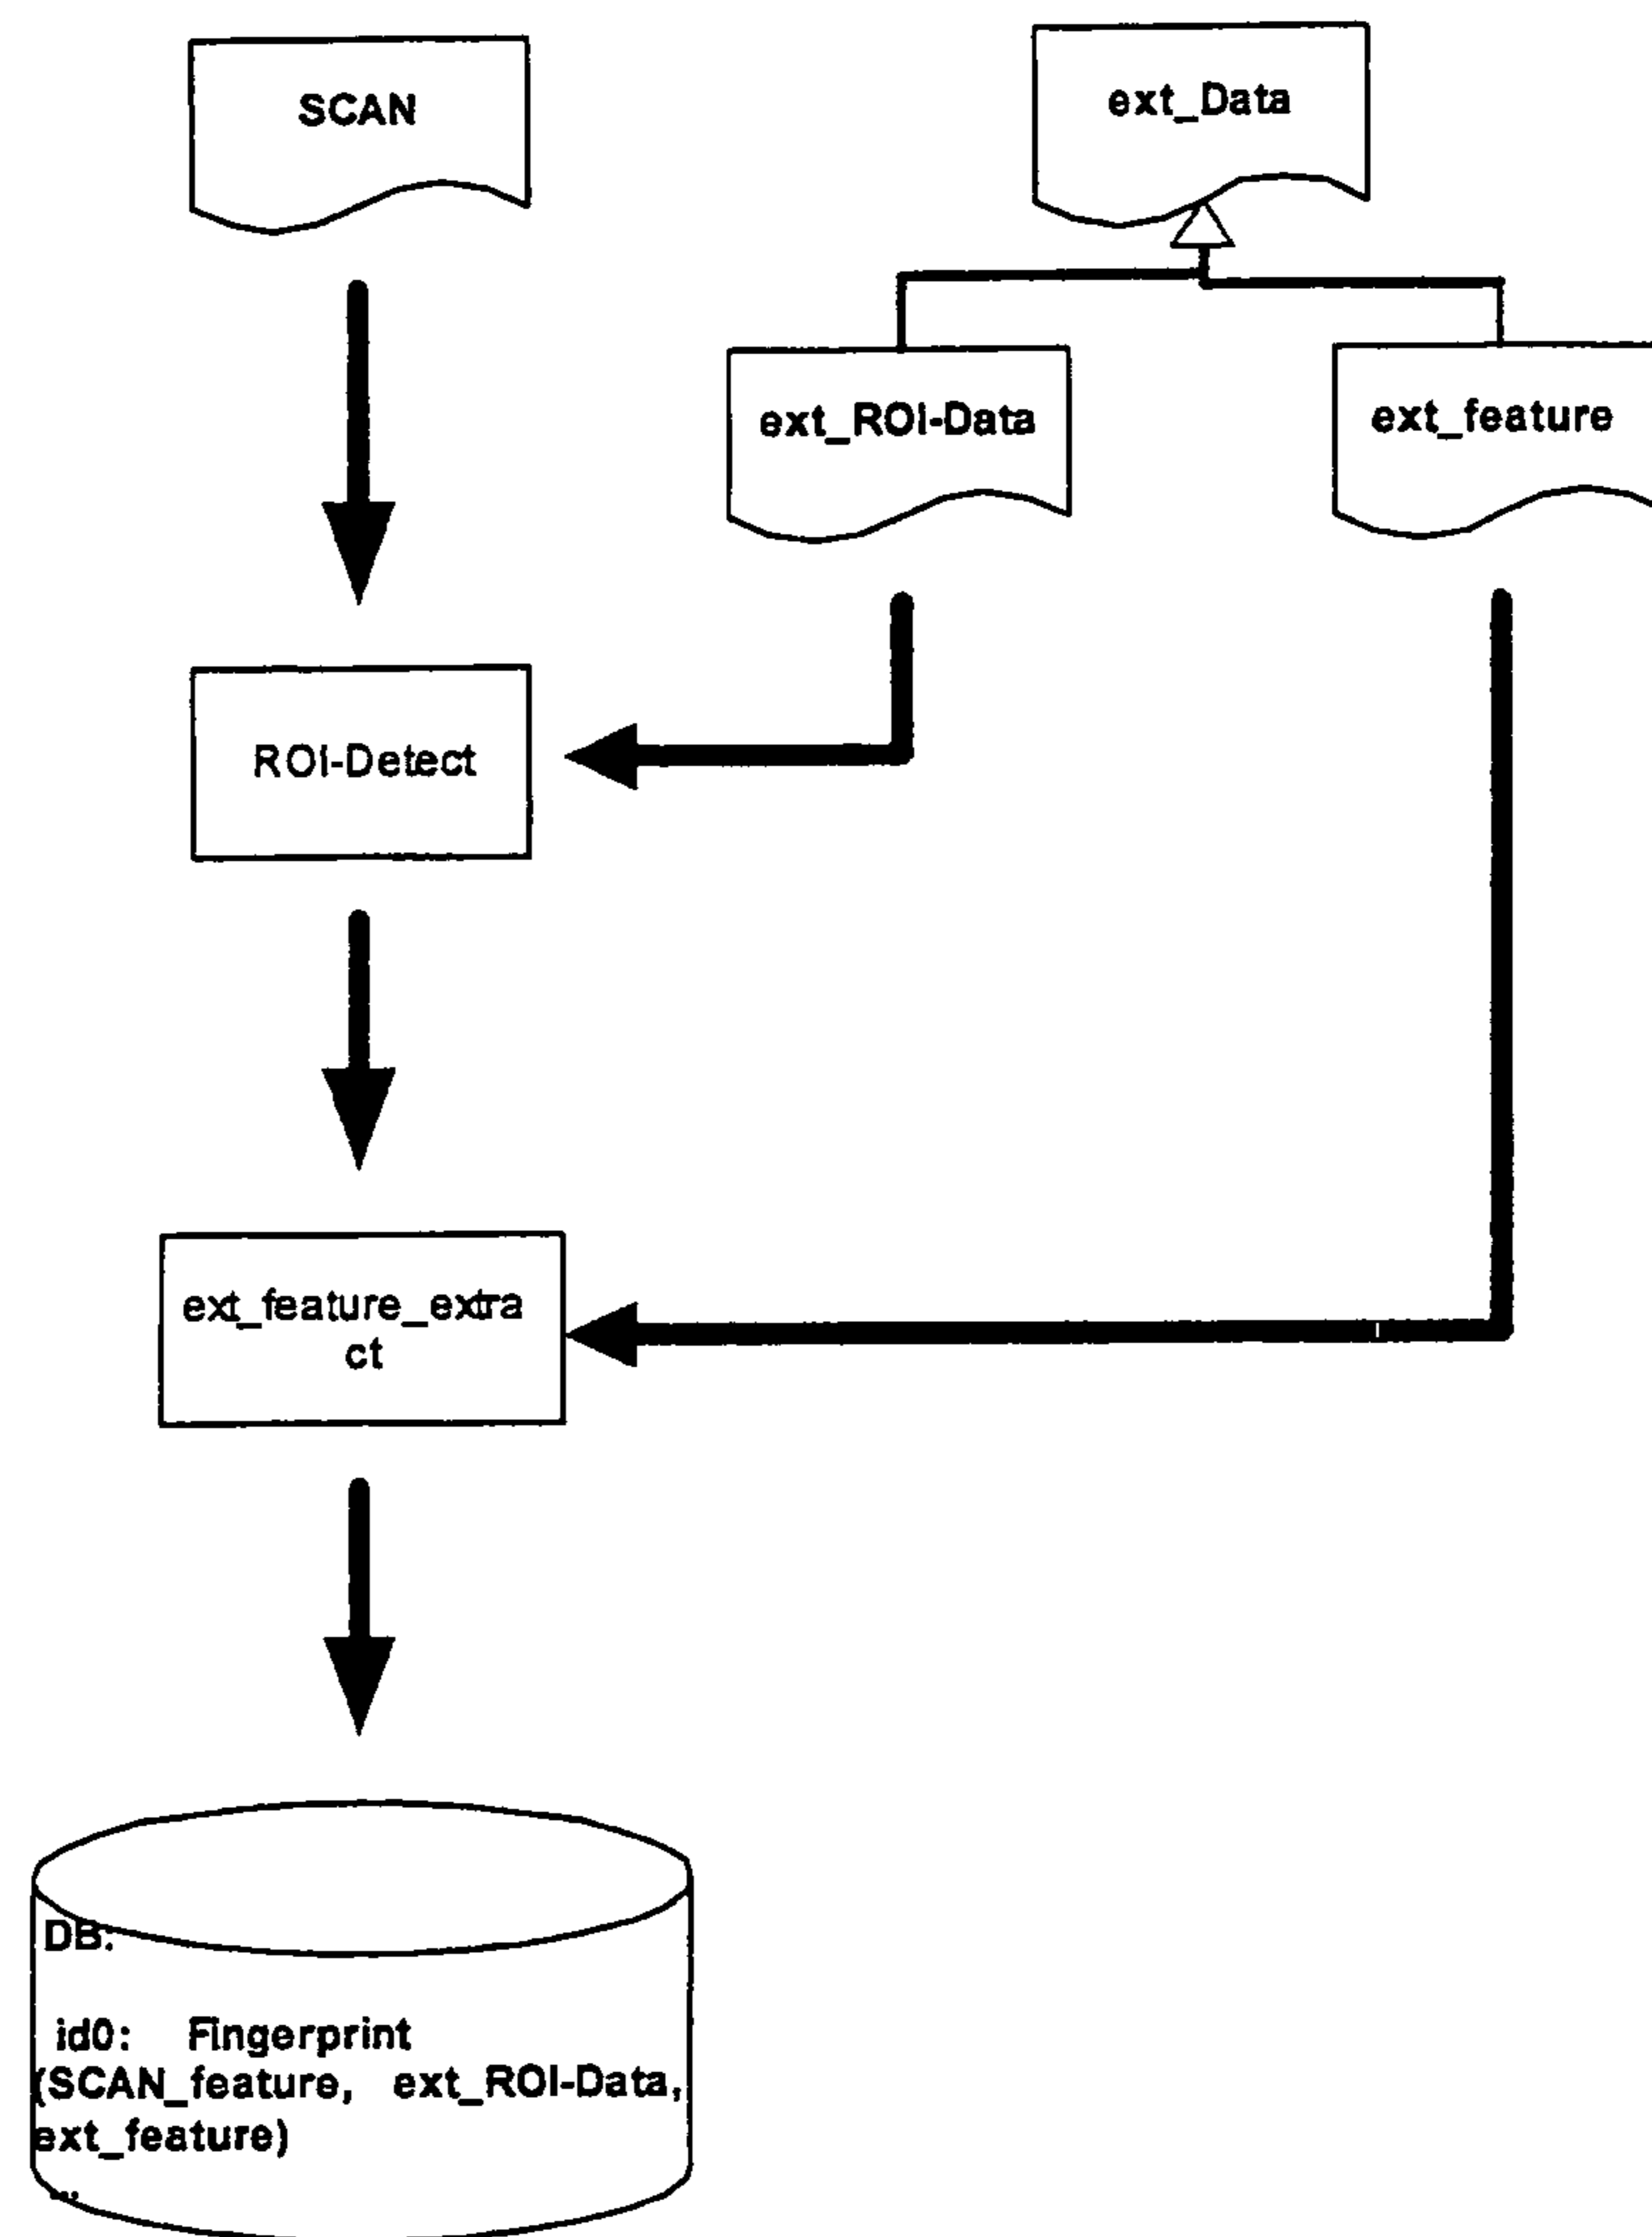 SCAN
ext_Data
ext_ROI-Data
ext_feature
ROI-Detect
ext_feature_extra
ct
DB:
id0: Fingerprint
(SCAN_feature, ext_ROI-Data,
ext_feature)
...